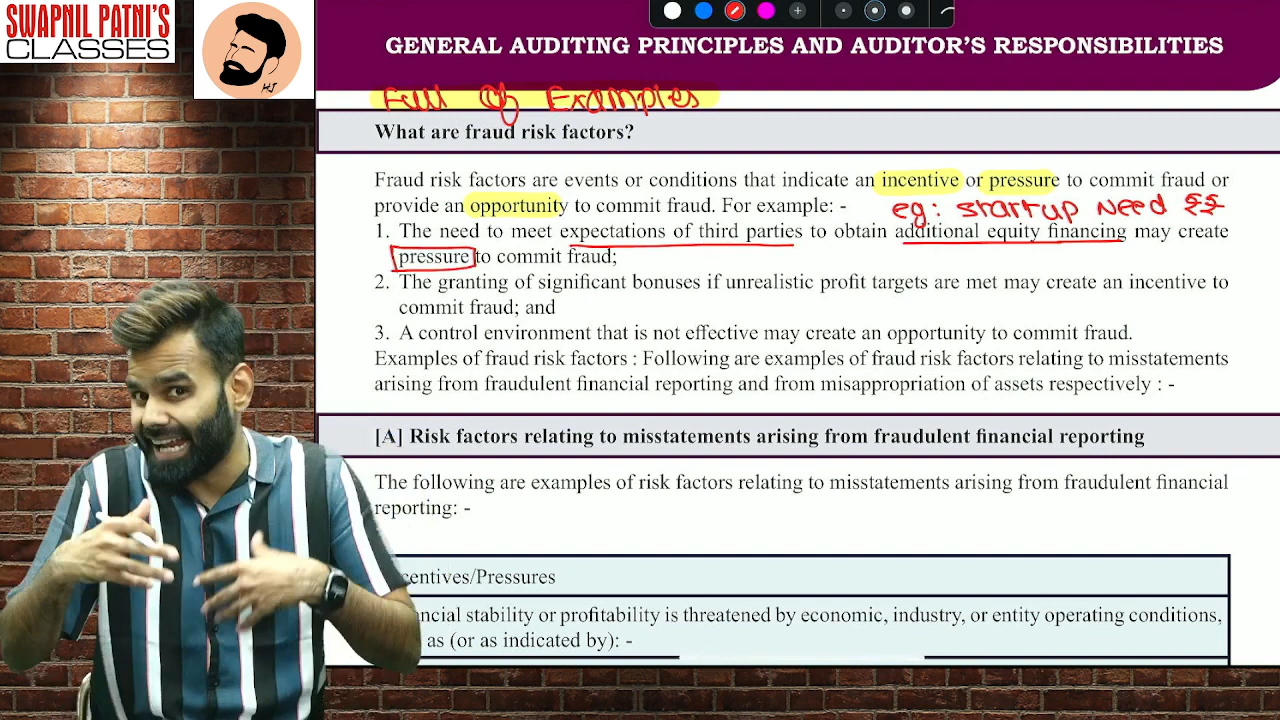 SWAPNIL PATNI'S
CLASSES
GENERAL AUDITING PRINCIPLES AND AUDITOR'S RESPONSIBILITIES
Full of Examples
What are fraud risk factors?
Fraud risk factors are events or conditions that indicate an incentive or pressure to commit fraud or
provide an opportunity to commit fraud. For example: -
eg: startup need ₹₹
1. The need to meet expectations of third parties to obtain additional equity financing may create
pressure to commit fraud;
2. The granting of significant bonuses if unrealistic profit targets are met may create an incentive to
commit fraud; and
3. A control environment that is not effective may create an opportunity to commit fraud.
Examples of fraud risk factors : Following are examples of fraud risk factors relating to misstatements
arising from fraudulent financial reporting and from misappropriation of assets respectively : -
[A] Risk factors relating to misstatements arising from fraudulent financial reporting
The following are examples of risk factors relating to misstatements arising from fraudulent financial
reporting: -
centives/Pressures
ncial stability or profitability is threatened by economic, industry, or entity operating conditions,
as (or as indicated by): -